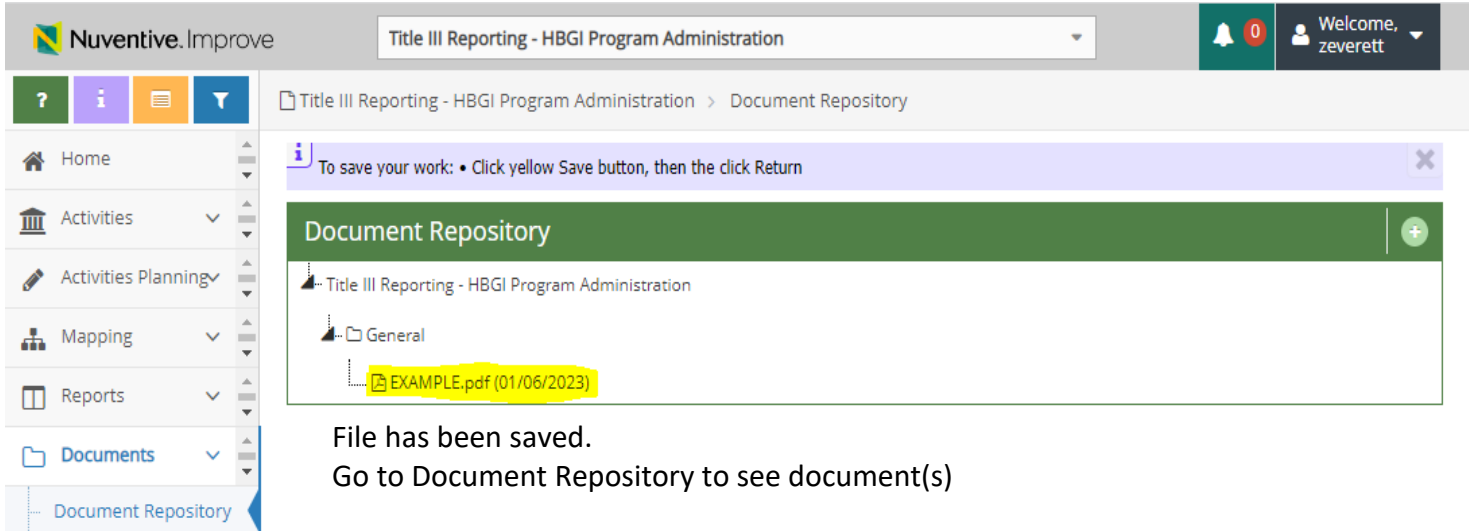 Nuventive.Improve
Title III Reporting - HBGI Program Administration
0
Welcome,
zeverett
?
i
Title III Reporting - HBGI Program Administration > Document Repository
Home
i
To save your work: • Click yellow Save button, then the click Return
Activities
Document Repository
Activities Planning
Title III Reporting - HBGI Program Administration
Mapping
General
Reports
EXAMPLE.pdf (01/06/2023)
Documents
File has been saved.
Go to Document Repository to see document(s)
Document Repository